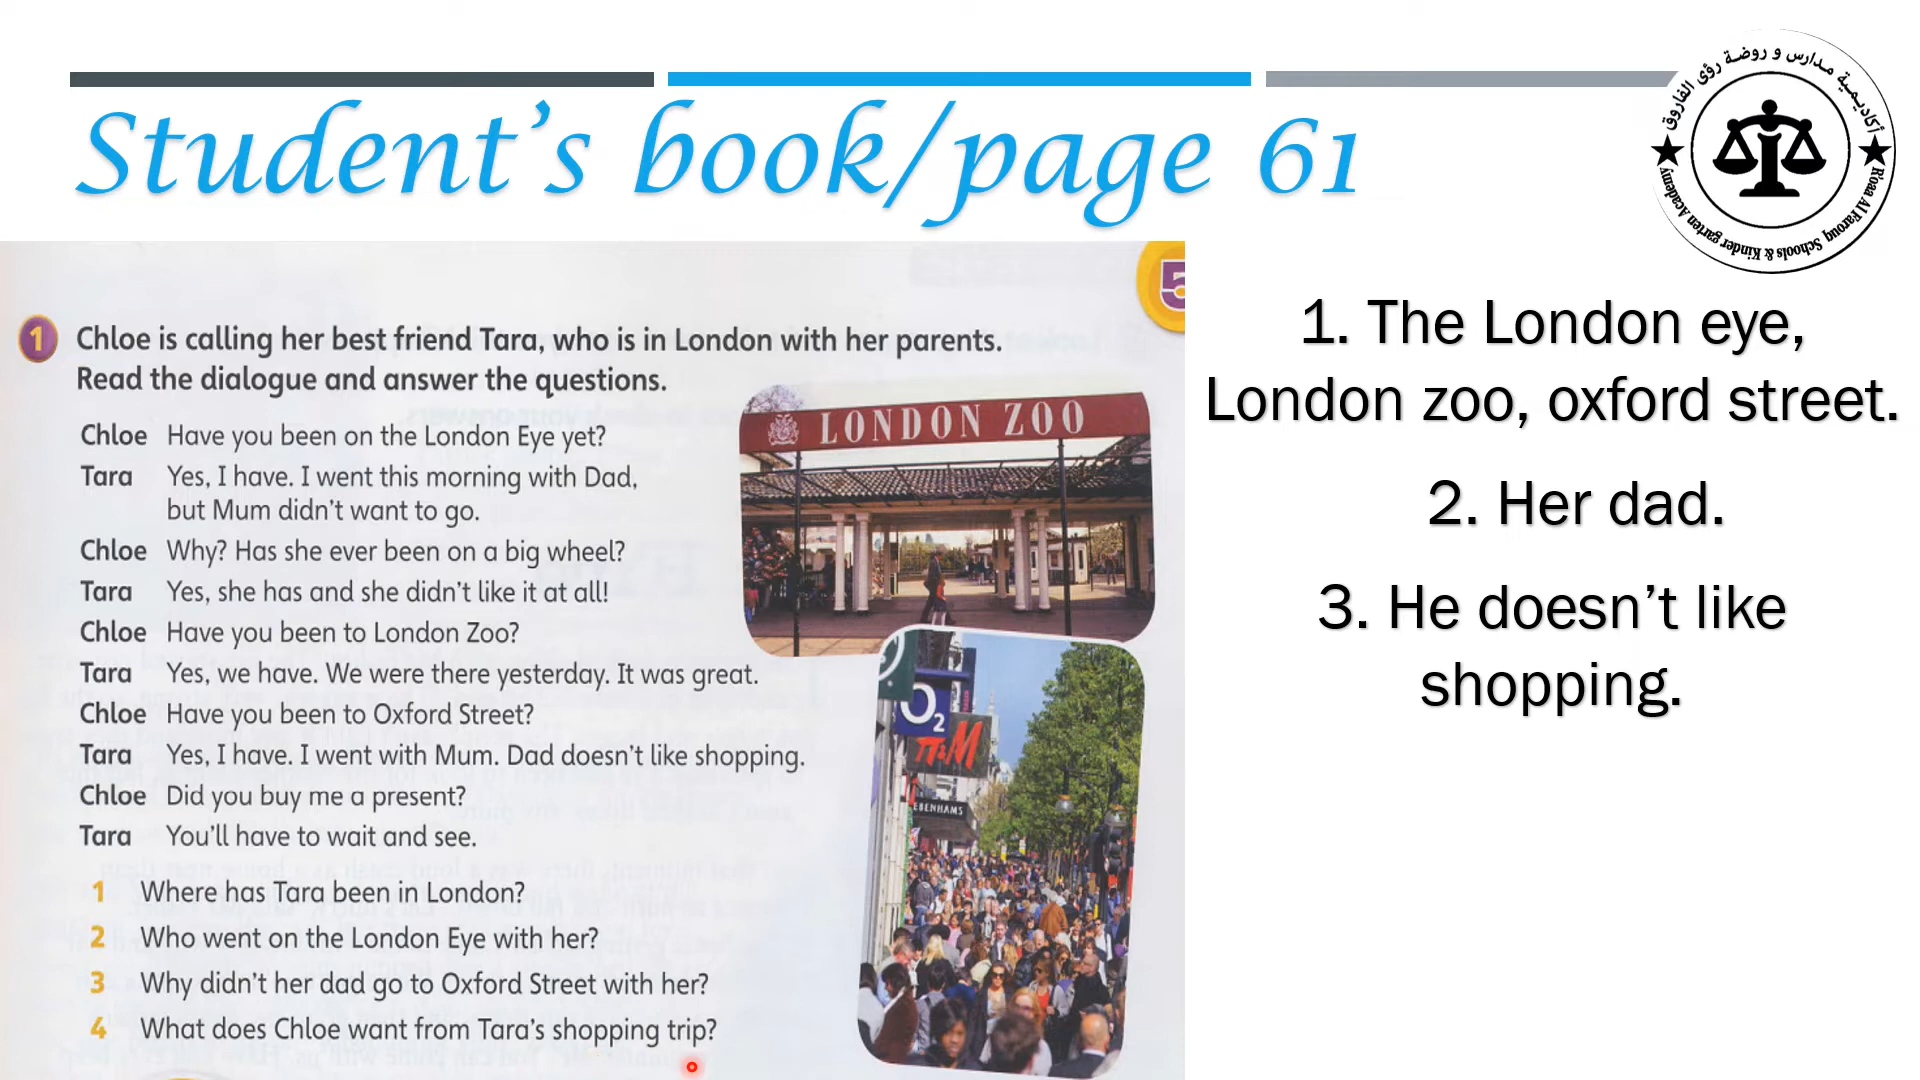 Student's book/page 61
أكاديمية مدارس و روضة رؤى الفاروق
R'oaa Al Farouq Schools & Kinder garten Academy
5
1 Chloe is calling her best friend Tara, who is in London with her parents.
Read the dialogue and answer the questions.
Chloe Have you been on the London Eye yet?
Tara Yes, I have. I went this morning with Dad,
but Mum didn't want to go.
Chloe Why? Has she ever been on a big wheel?
Tara Yes, she has and she didn't like it at all!
Chloe Have you been to London Zoo?
Tara Yes, we have. We were there yesterday. It was great.
Chloe Have you been to Oxford Street?
Tara Yes, I have. I went with Mum. Dad doesn't like shopping.
Chloe Did you buy me a present?
Tara You'll have to wait and see.
1 Where has Tara been in London?
2 Who went on the London Eye with her?
3 Why didn't her dad go to Oxford Street with her?
4 What does Chloe want from Tara's shopping trip?
LONDON ZOO
O2
H&M
DEBENHAMS
1. The London eye,
London zoo, oxford street.
2. Her dad.
3. He doesn't like
shopping.